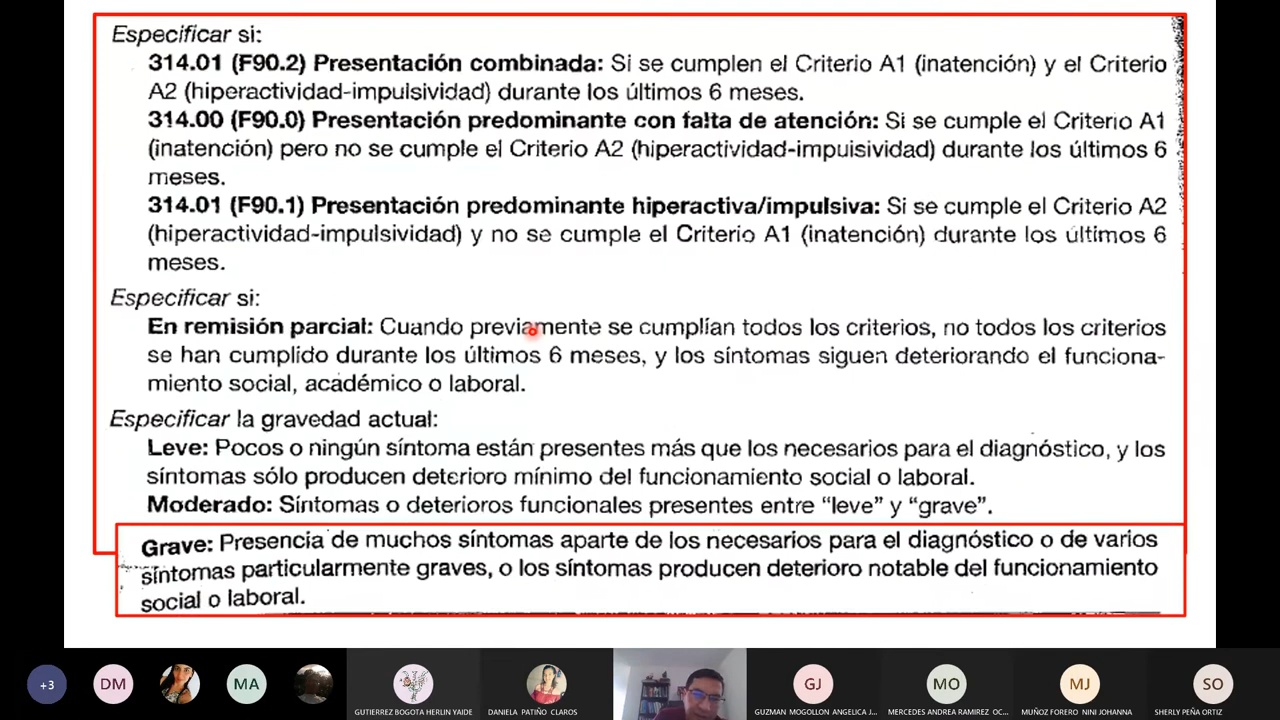 Especificar si:
314.01 (F90.2) Presentación combinada: Si se cumplen el Criterio A1 (inatención) y el Criterio
A2 (hiperactividad-impulsividad) durante los últimos 6 meses.
314.00 (F90.0) Presentación predominante con falta de atención: Si se cumple el Criterio A1
(inatención) pero no se cumple el Criterio A2 (hiperactividad-impuisividad) durante los últimos 6
meses.
314.01 (F90.1) Presentación predominante hiperactiva/impulsiva: Si se cumple el Criterio A2
(hiperactividad-impulsividad) y no se cumple el Criterio A1 (inatención) durante los últimos 6
meses.
Especificar si:
En remisión parcial: Cuando previamente se cumplían todos los criterios, no todos los criterios
se han cumplido durante los últimos 6 meses, y los síntomas siguen deteriorando el funciona-
miento social, académico o laboral.
Especificar la gravedad actual:
Leve: Pocos o ningún síntoma están presentes más que los necesarios para el diagnóstico, y los
síntomas sólo producen deterioro mínimo del funcionamiento social o laboral.
Moderado: Síntomas o deterioros funcionales presentes entre “leve” y “grave”.
Grave: Presencia de muchos síntomas aparte de los necesarios para el diagnóstico o de varios
síntomas particularmente graves, o los síntomas producen deterioro notable del funcionamiento
social o laboral.
+3
DM
MA
GUTIERREZ BOGOTA HERLIN YAIDE
DANIELA PATIÑO CLAROS
GJ
GUZMAN MOGOLLON ANGELICA J...
MO
MERCEDES ANDREA RAMIREZ OC...
MJ
MUÑOZ FORERO NINI JOHANNA
SO
SHERLY PEÑA ORTIZ